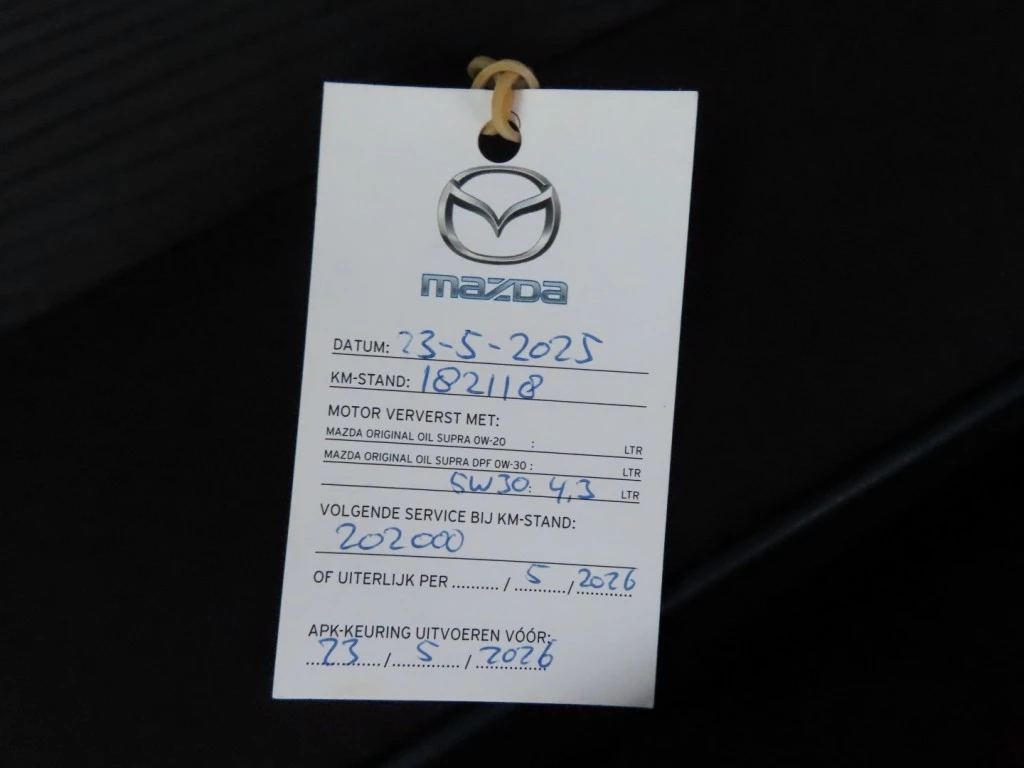 mazda
DATUM: 23-5-2025
KM-STAND: 182118
MOTOR VERVERST MET:
MAZDA ORIGINAL OIL SUPRA 0W-20 : LTR
MAZDA ORIGINAL OIL SUPRA DPF 0W-30 : LTR
5W30: 4,3 LTR
VOLGENDE SERVICE BIJ KM-STAND:
202000
OF UITERLIJK PER ........../ 5 / 2026
APK-KEURING UITVOEREN VÓÓR:
23 / 5 / 2026